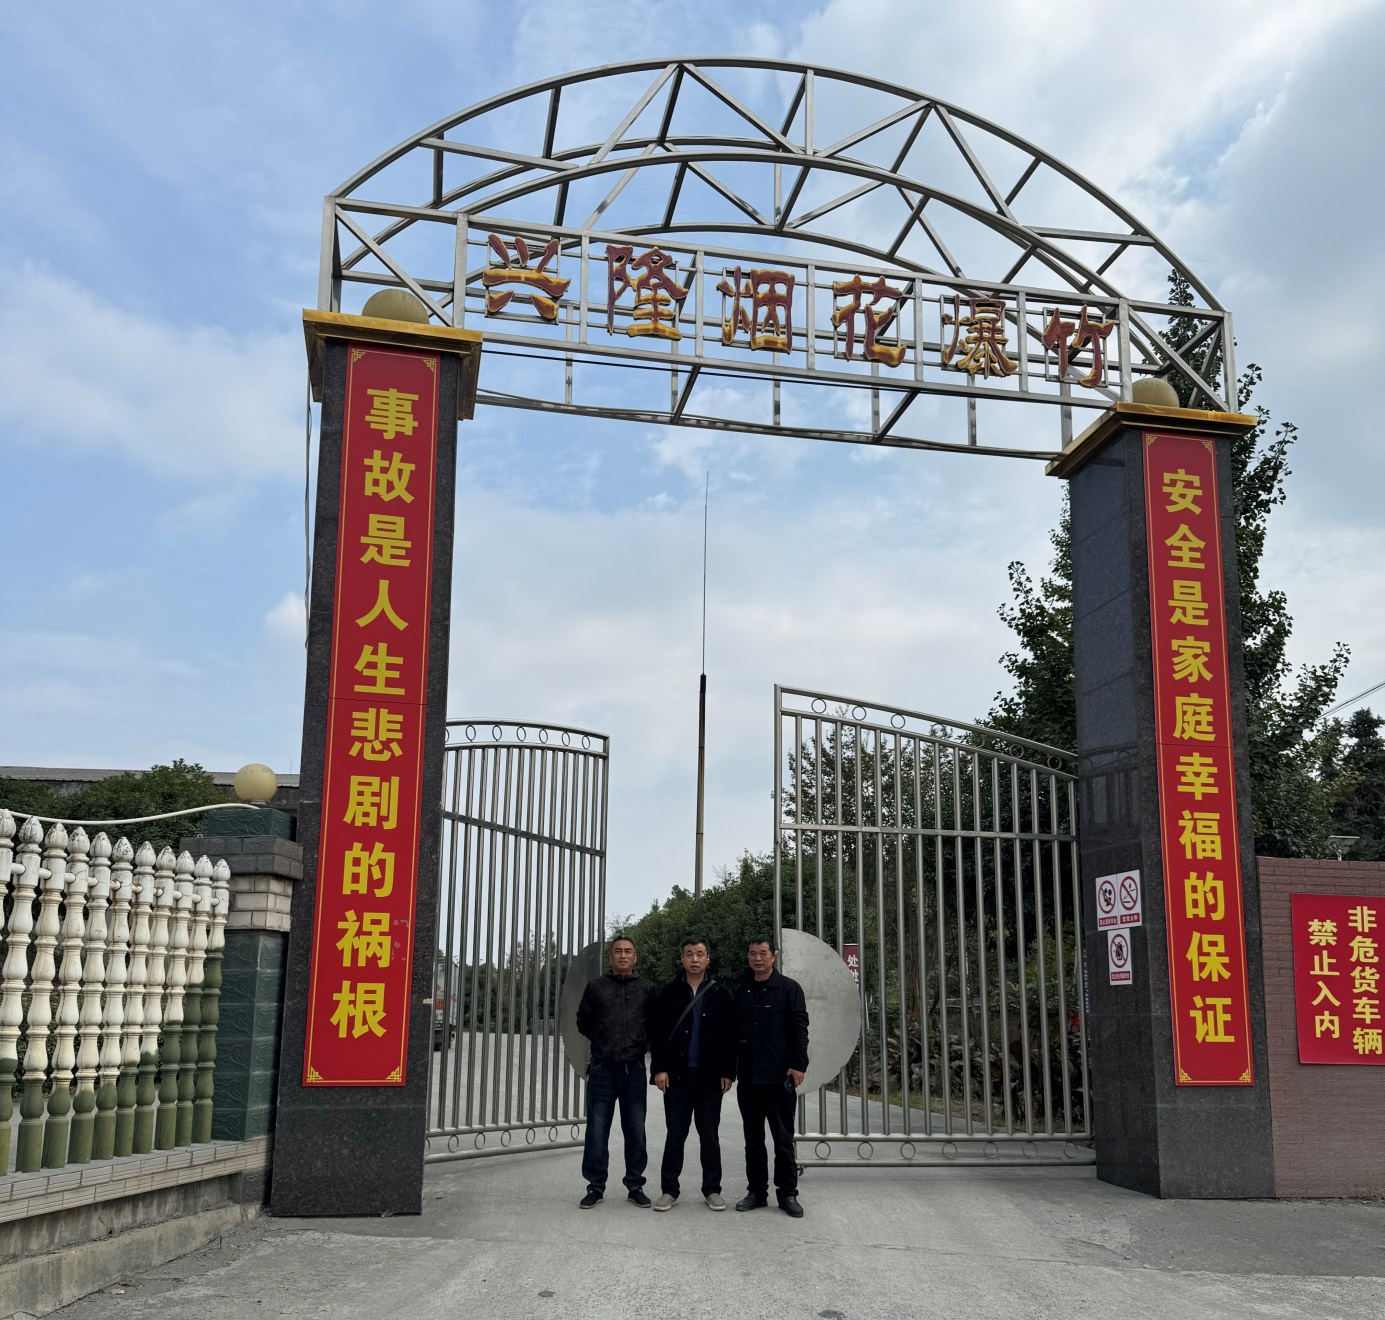 兴隆烟花爆竹
事故是人生悲剧的祸根
安全是家庭幸福的保证
非危货车辆
禁止入内